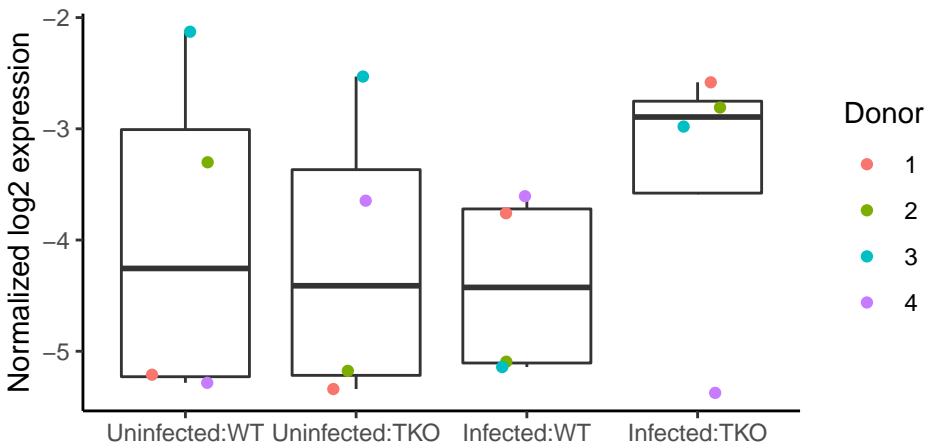 Normalized log2 expression
−2
−3
−4
−5
Uninfected:WT
Uninfected:TKO
Infected:WT
Infected:TKO
Donor
1
2
3
4